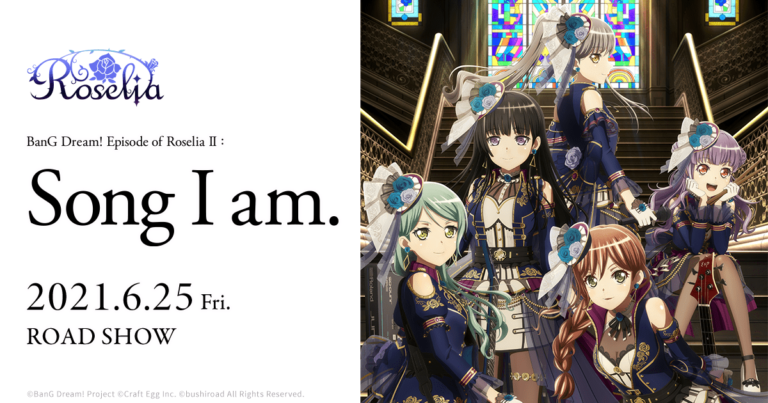 Roselia
BanG Dream! Episode of Roselia Ⅱ：
Song I am.
2021.6.25 Fri.
ROAD SHOW
©BanG Dream! Project ©Craft Egg Inc. ©bushiroad All Rights Reserved.